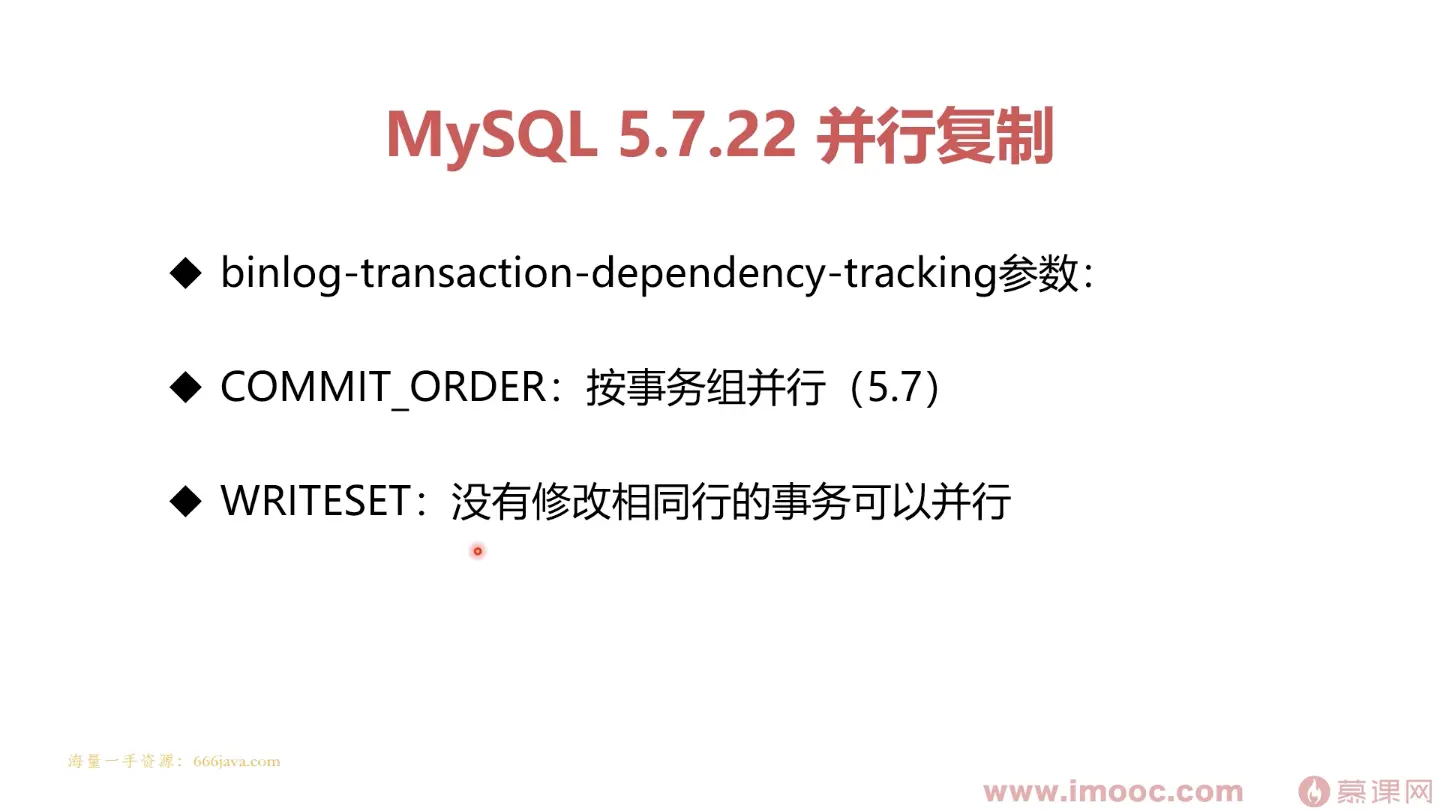 MySQL 5.7.22 并行复制
◆ binlog-transaction-dependency-tracking参数：
◆ COMMIT_ORDER：按事务组并行（5.7）
◆ WRITESET：没有修改相同行的事务可以并行
海量一手资源：666java.com
www.imooc.com 慕课网